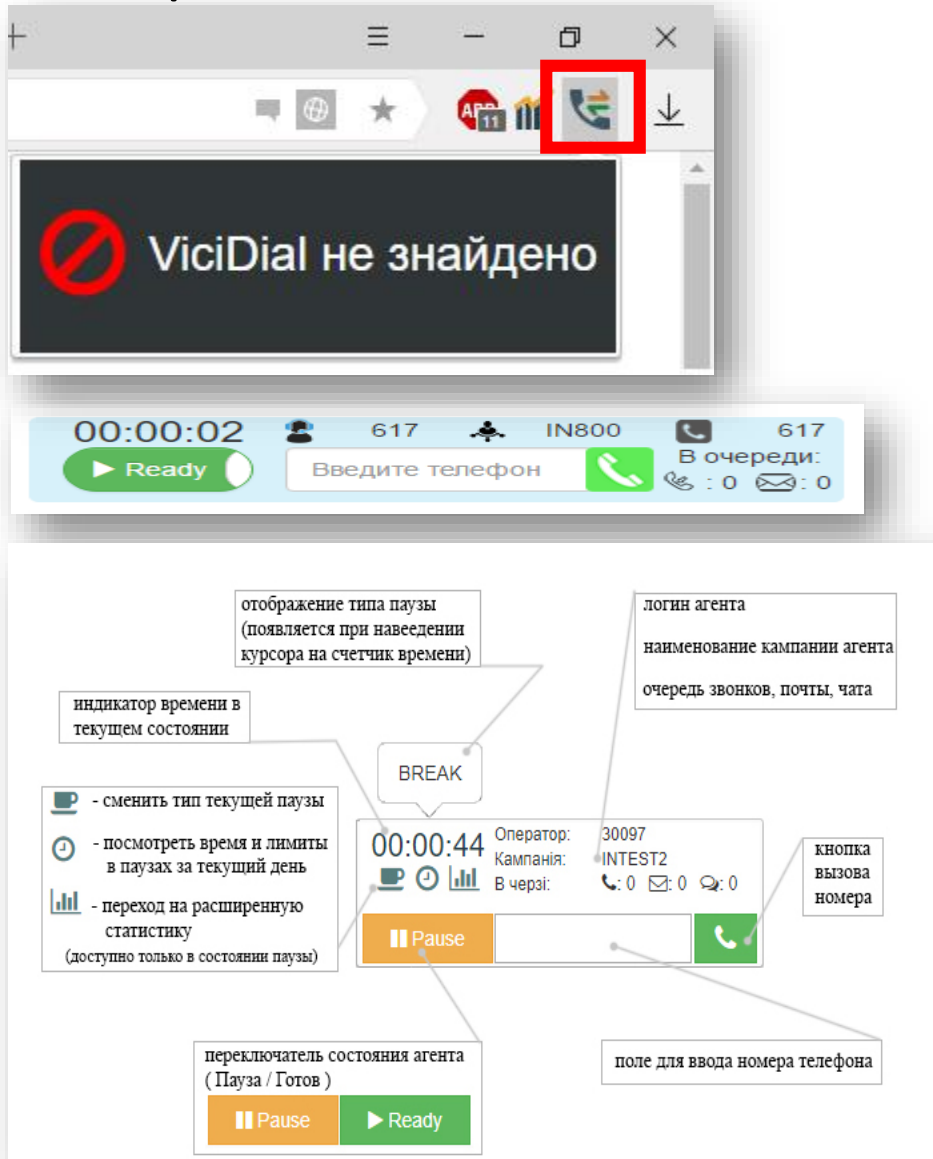 ABP
11
ViciDial не знайдено
00:00:02 617 IN800 617
Ready
Введите телефон
В очереди:
: 0 : 0
отображение типа паузы
(появляется при навеедении
курсора на счетчик времени)
логин агента
наименование кампании агента
очередь звонков, почты, чата
индикатор времени в
текущем состоянии
BREAK
- сменить тип текущей паузы
- посмотреть время и лимиты
в паузах за текущий день
- переход на расширенную
статистику
(доступно только в состоянии паузы)
00:00:44
Оператор: 30097
Кампанія: INTEST2
В черзі: : 0 : 0 : 0
Pause
кнопка
вызова
номера
переключатель состояния агента
( Пауза / Готов )
Pause
Ready
поле для ввода номера телефона